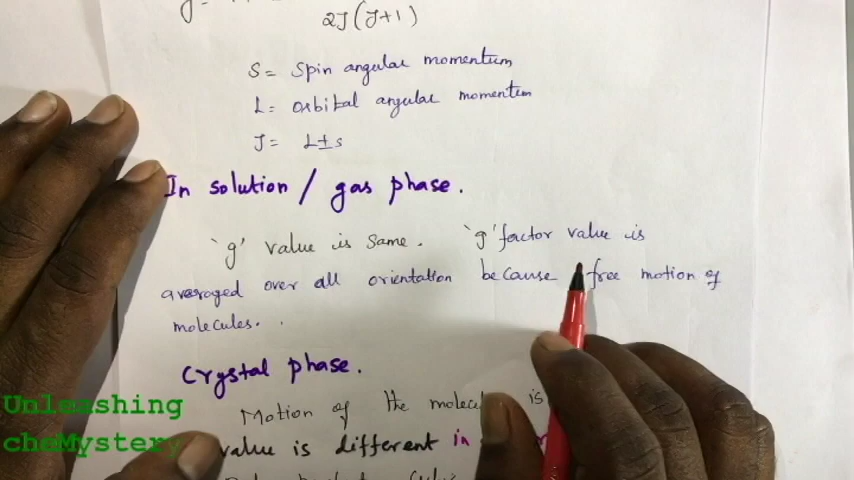 2J(J+1)
S = Spin angular momentum
L = orbital angular momentum
J = L±s
In solution / gas phase.
'g' value is same. 'g' factor value is
averaged over all orientation because free motion of
molecules.
Crystal phase.
Motion of the molecul is
value is different in
Unleashing
cheMystery